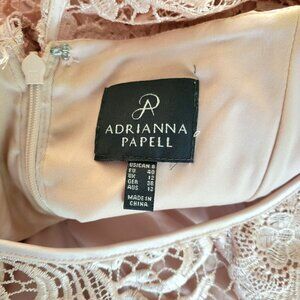 AP
ADRIANNA
PAPELL
US/CAN 8
EU 40
UK 12
GER 38
AUS 12
MADE IN
CHINA